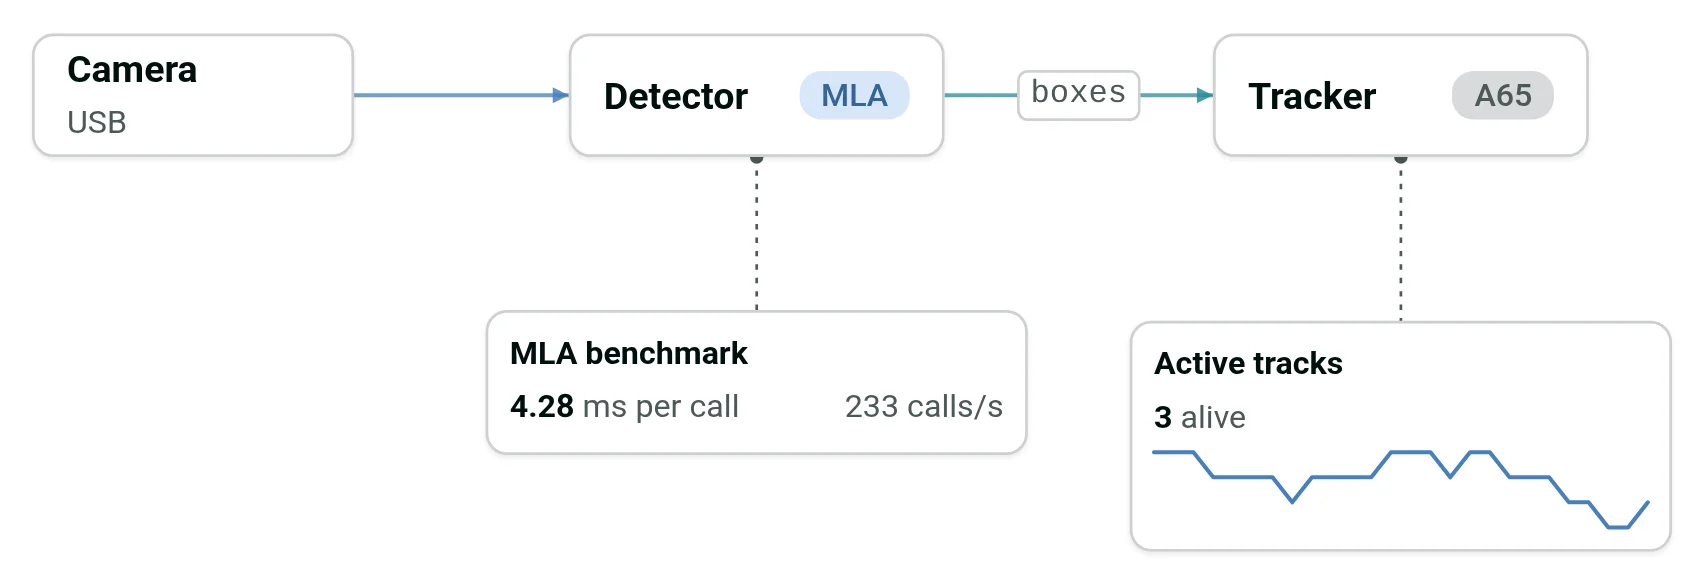 Camera
USB
Detector MLA
boxes
Tracker A65
MLA benchmark
4.28 ms per call 233 calls/s
Active tracks
3 alive